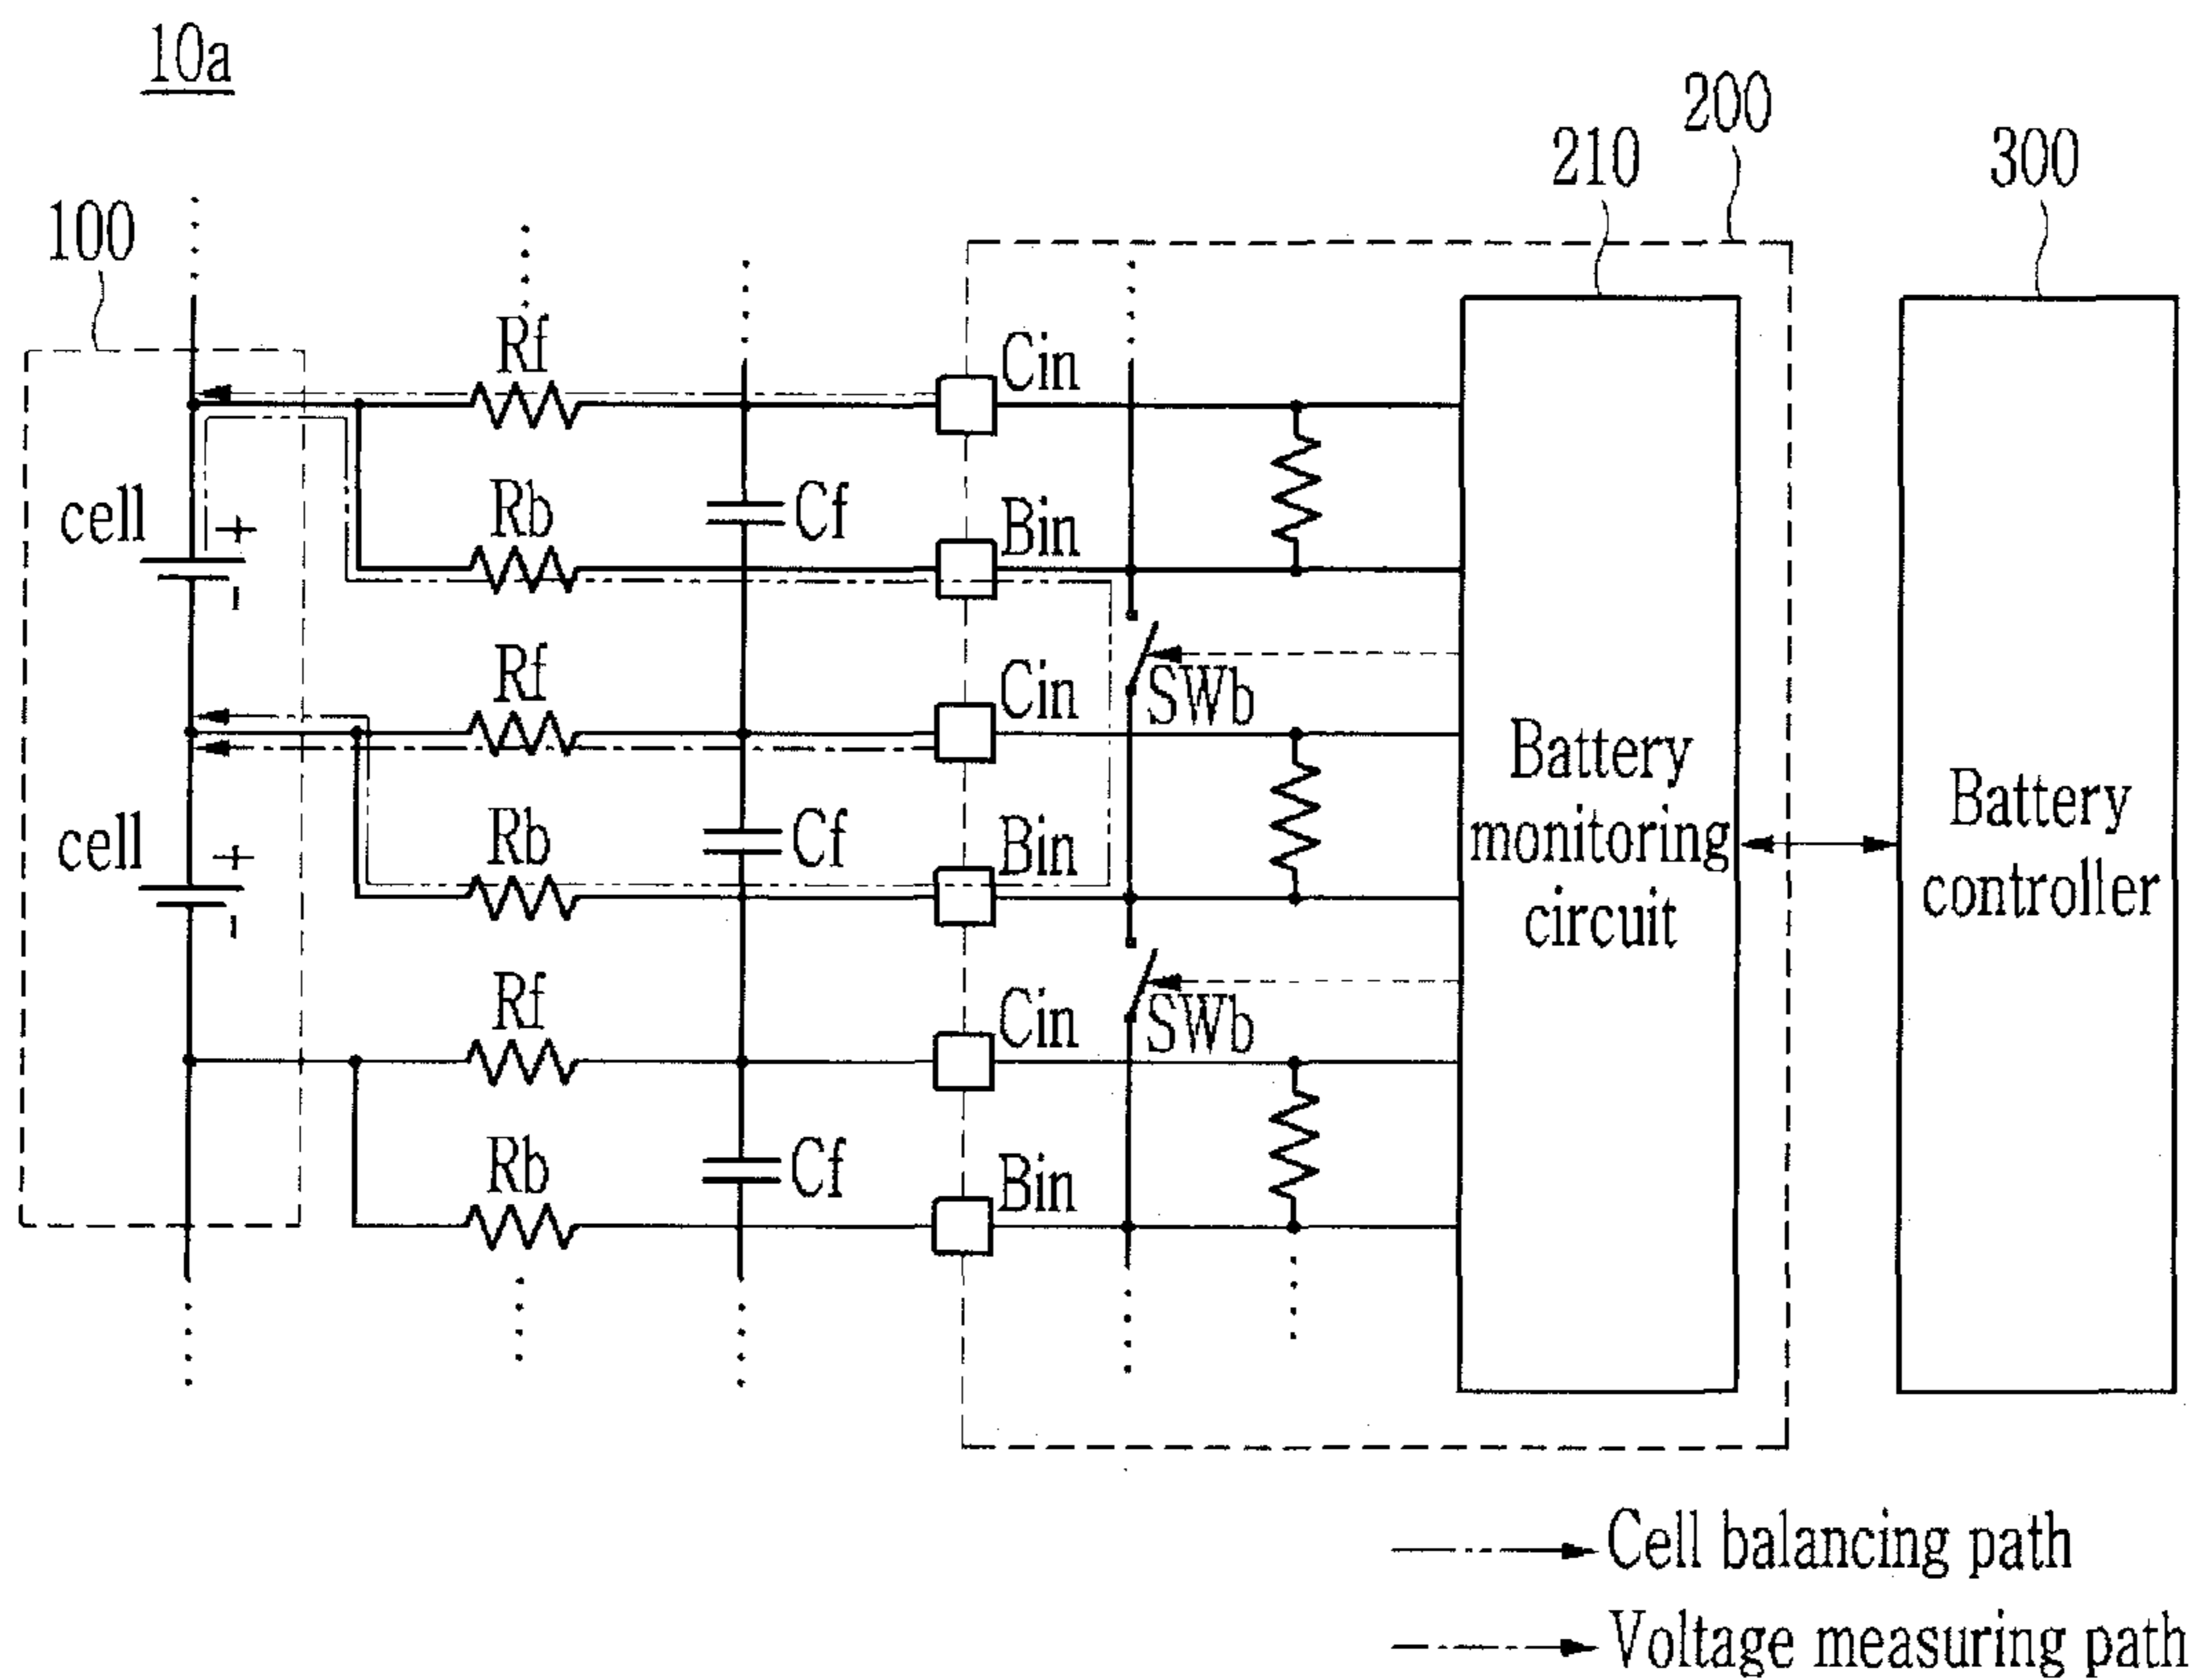 10a
200
210
300
100
Rf
Cin
cell
+
-
Rb
Cf
Bin
SWb
Rf
Cin
cell
+
-
Rb
Cf
Bin
SWb
Rf
Cin
Rb
Cf
Bin
Battery
monitoring
circuit
Battery
controller
Cell balancing path
Voltage measuring path